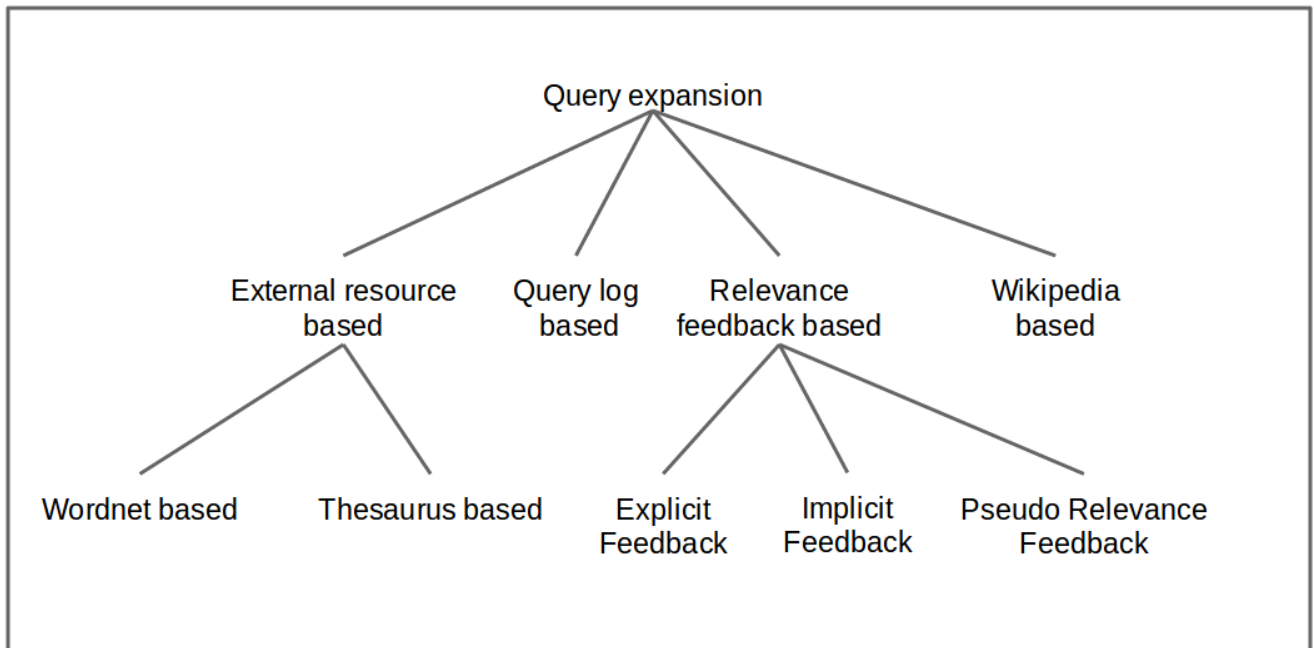 Query expansion
External resource
based
Query log
based
Relevance
feedback based
Wikipedia
based
Wordnet based
Thesaurus based
Explicit
Feedback
Implicit
Feedback
Pseudo Relevance
Feedback